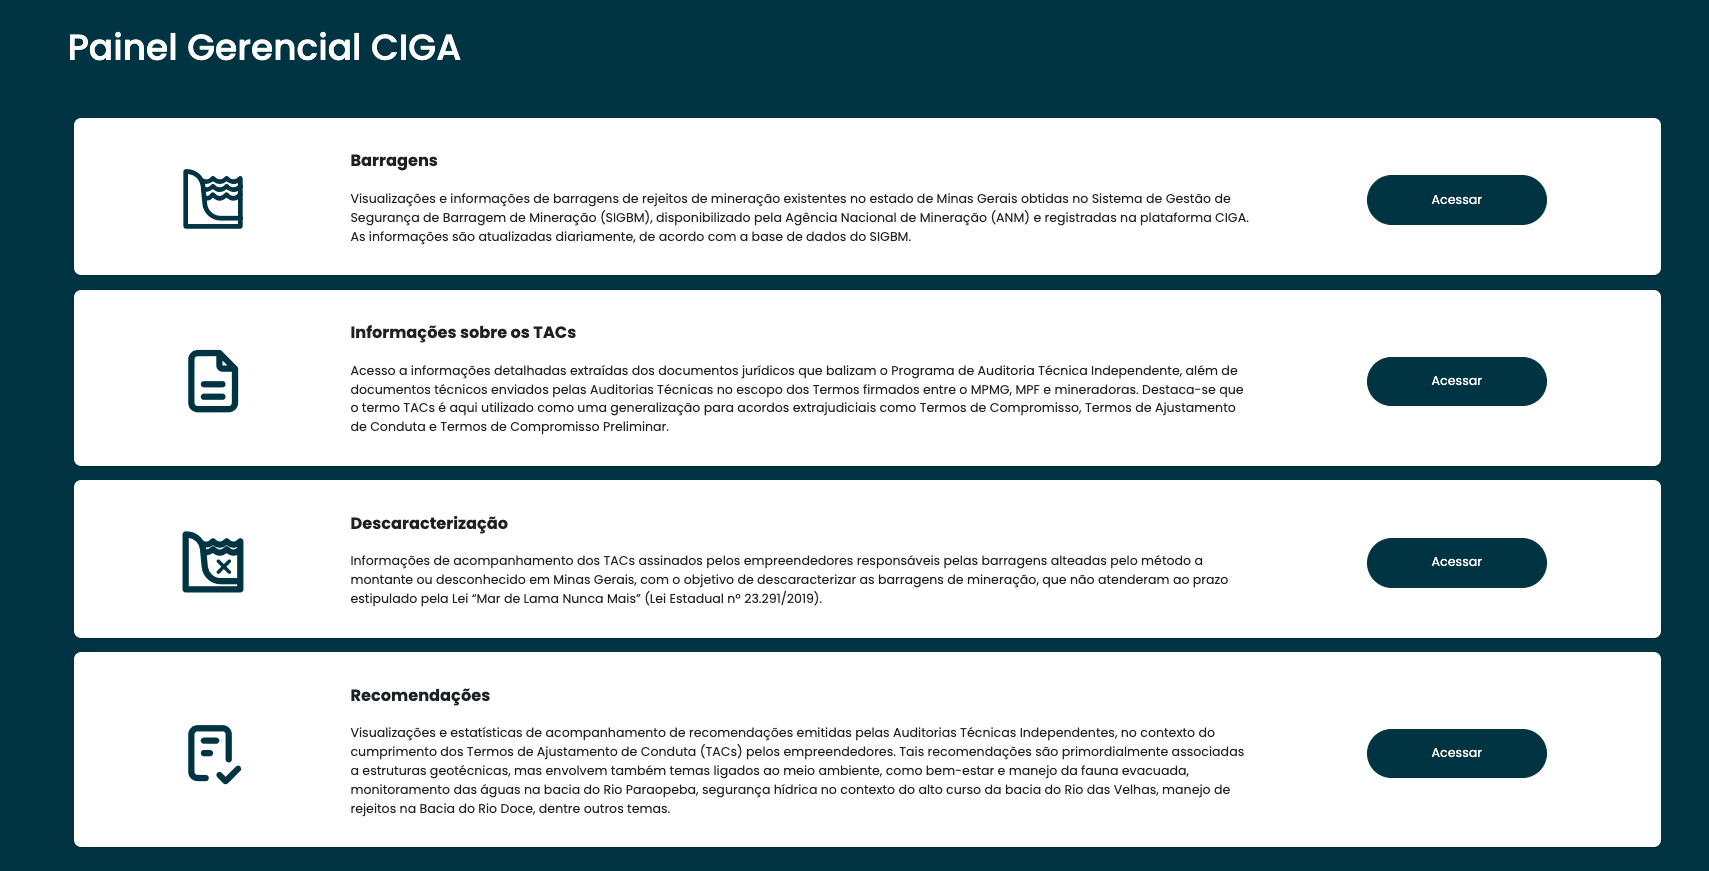 Painel Gerencial CIGA
Barragens
Visualizações e informações de barragens de rejeitos de mineração existentes no estado de Minas Gerais obtidas no Sistema de Gestão de
Segurança de Barragem de Mineração (SIGBM), disponibilizado pela Agência Nacional de Mineração (ANM) e registradas na plataforma CIGA.
As informações são atualizadas diariamente, de acordo com a base de dados do SIGBM.
Acessar
Informações sobre os TACs
Acesso a informações detalhadas extraídas dos documentos jurídicos que balizam o Programa de Auditoria Técnica Independente, além de
documentos técnicos enviados pelas Auditorias Técnicas no escopo dos Termos firmados entre o MPMG, MPF e mineradoras. Destaca-se que
o termo TACs é aqui utilizado como uma generalização para acordos extrajudiciais como Termos de Compromisso, Termos de Ajustamento
de Conduta e Termos de Compromisso Preliminar.
Acessar
Descaracterização
Informações de acompanhamento dos TACs assinados pelos empreendedores responsáveis pelas barragens alteadas pelo método a
montante ou desconhecido em Minas Gerais, com o objetivo de descaracterizar as barragens de mineração, que não atenderam ao prazo
estipulado pela Lei “Mar de Lama Nunca Mais” (Lei Estadual nº 23.291/2019).
Acessar
Recomendações
Visualizações e estatísticas de acompanhamento de recomendações emitidas pelas Auditorias Técnicas Independentes, no contexto do
cumprimento dos Termos de Ajustamento de Conduta (TACs) pelos empreendedores. Tais recomendações são primordialmente associadas
a estruturas geotécnicas, mas envolvem também temas ligados ao meio ambiente, como bem-estar e manejo da fauna evacuada,
monitoramento das águas na bacia do Rio Paraopeba, segurança hídrica no contexto do alto curso da bacia do Rio das Velhas, manejo de
rejeitos na Bacia do Rio Doce, dentre outros temas.
Acessar